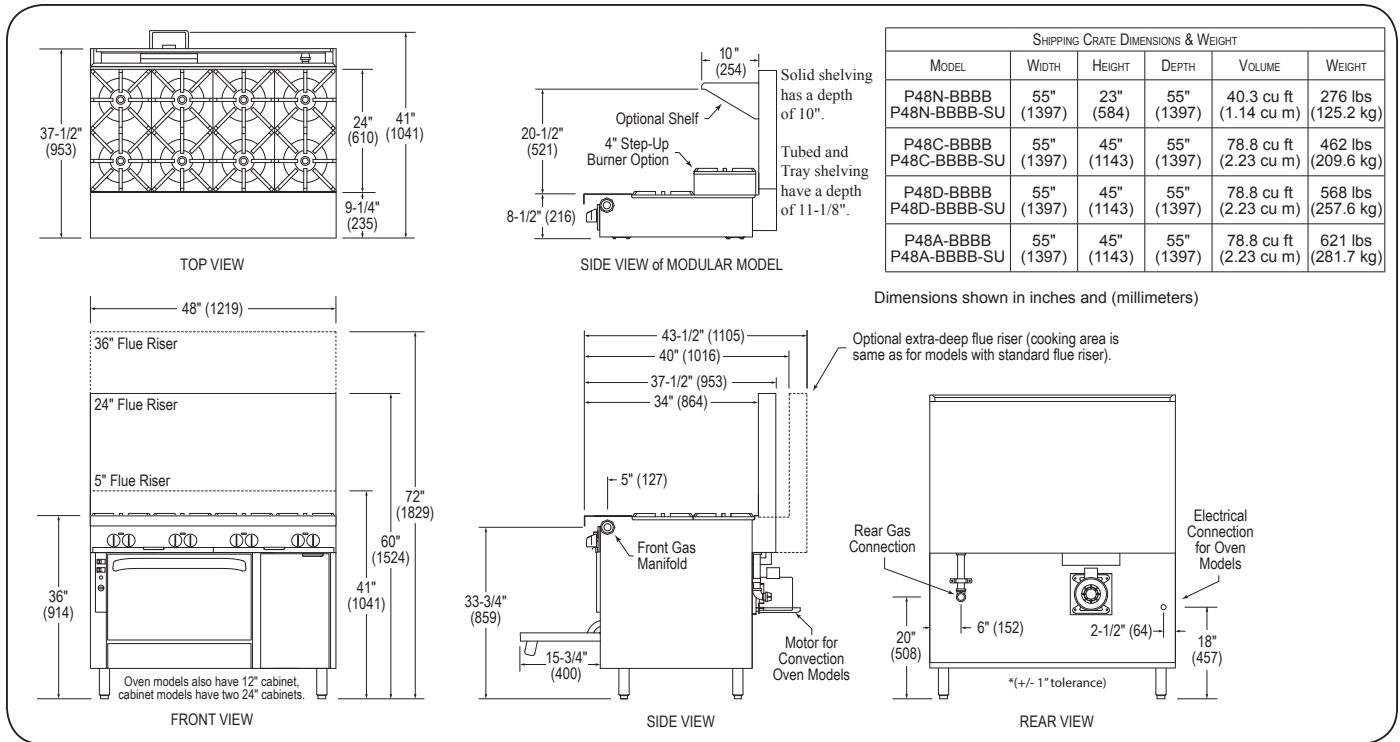 37-1/2"
(953)
24"
(610)
41"
(1041)
9-1/4"
(235)
TOP VIEW
10"
(254)
Solid shelving
has a depth
of 10".
Optional Shelf
20-1/2"
(521)
4" Step-Up
Burner Option
Tubed and
Tray shelving
have a depth
of 11-1/8".
8-1/2" (216)
SIDE VIEW of MODULAR MODEL
SHIPPING CRATE DIMENSIONS & WEIGHT
MODEL WIDTH HEIGHT DEPTH VOLUME WEIGHT
P48N-BBBB 55" 23" 55" 40.3 cu ft 276 lbs
P48N-BBBB-SU (1397) (584) (1397) (1.14 cu m) (125.2 kg)
P48C-BBBB 55" 45" 55" 78.8 cu ft 462 lbs
P48C-BBBB-SU (1397) (1143) (1397) (2.23 cu m) (209.6 kg)
P48D-BBBB 55" 45" 55" 78.8 cu ft 568 lbs
P48D-BBBB-SU (1397) (1143) (1397) (2.23 cu m) (257.6 kg)
P48A-BBBB 55" 45" 55" 78.8 cu ft 621 lbs
P48A-BBBB-SU (1397) (1143) (1397) (2.23 cu m) (281.7 kg)
Dimensions shown in inches and (millimeters)
48" (1219)
36" Flue Riser
24" Flue Riser
5" Flue Riser
72"
(1829)
60"
(1524)
41"
(1041)
36"
(914)
Oven models also have 12" cabinet,
cabinet models have two 24" cabinets.
FRONT VIEW
43-1/2" (1105)
40" (1016)
37-1/2" (953)
34" (864)
Optional extra-deep flue riser (cooking area is
same as for models with standard flue riser).
5" (127)
Front Gas
Manifold
33-3/4"
(859)
15-3/4"
(400)
Motor for
Convection
Oven Models
SIDE VIEW
Rear Gas
Connection
Electrical
Connection
for Oven
Models
20"
(508)
6" (152)
2-1/2" (64)
18"
(457)
*(+/- 1" tolerance)
REAR VIEW